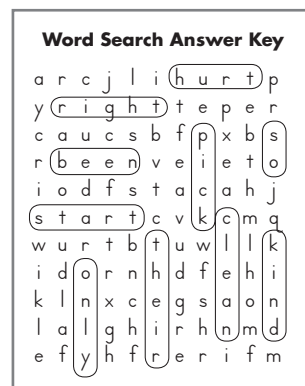 Word Search Answer Key
a r c j l i h u r t p
y r i g h t t e p e r
c a u c s b f p x b s
r b e e n v e i e t o
i o d f s t a c a h j
s t a r t c v k c m q
w u r t b t u w l l k
i d o r n h d f e h i
k l n x c e g s a o n
l a l g h i r h n m d
e f y h f r e r i f m